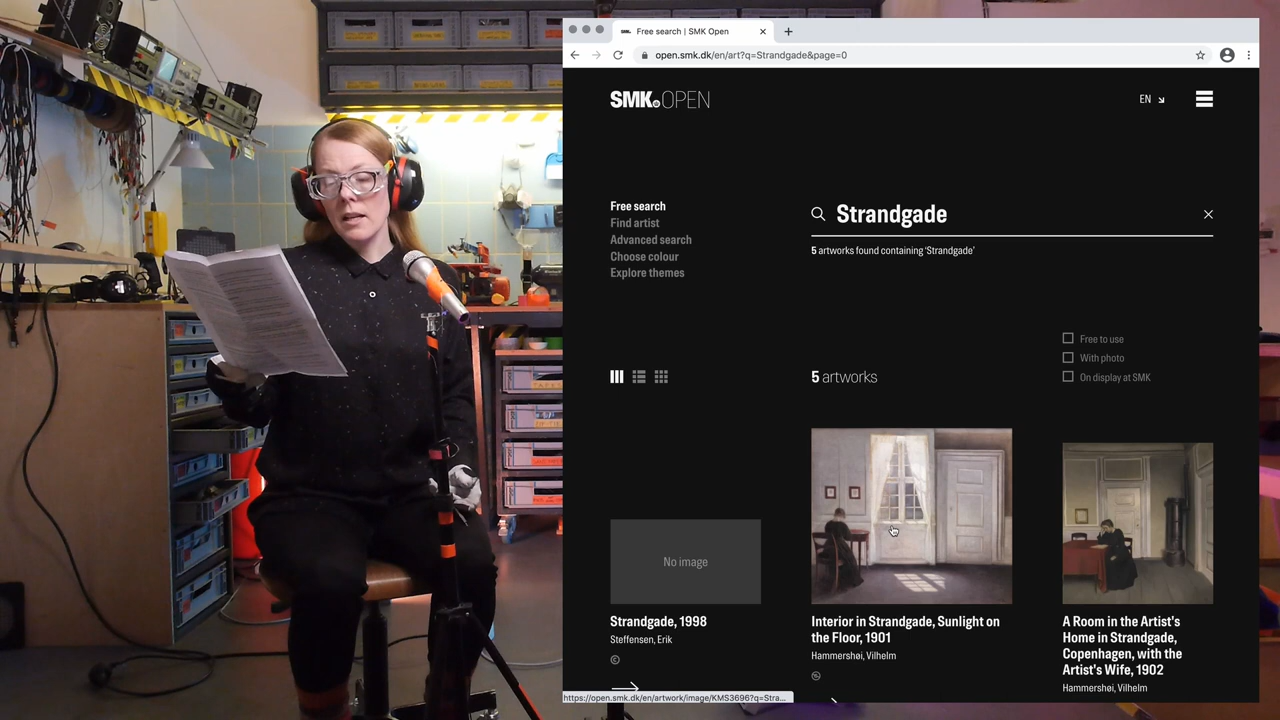 Free search | SMK Open
open.smk.dk/en/art?q=Strandgade&page=0
SMK OPEN
EN
Free search
Find artist
Advanced search
Choose colour
Explore themes
Strandgade
5 artworks found containing 'Strandgade'
Free to use
With photo
On display at SMK
5 artworks
No image
Strandgade, 1998
Steffensen, Erik
Interior in Strandgade, Sunlight on
the Floor, 1901
Hammershøi, Vilhelm
A Room in the Artist's
Home in Strandgade,
Copenhagen, with the
Artist's Wife, 1902
Hammershøi, Vilhelm
https://open.smk.dk/en/artwork/image/KMS3696?q=Stra...